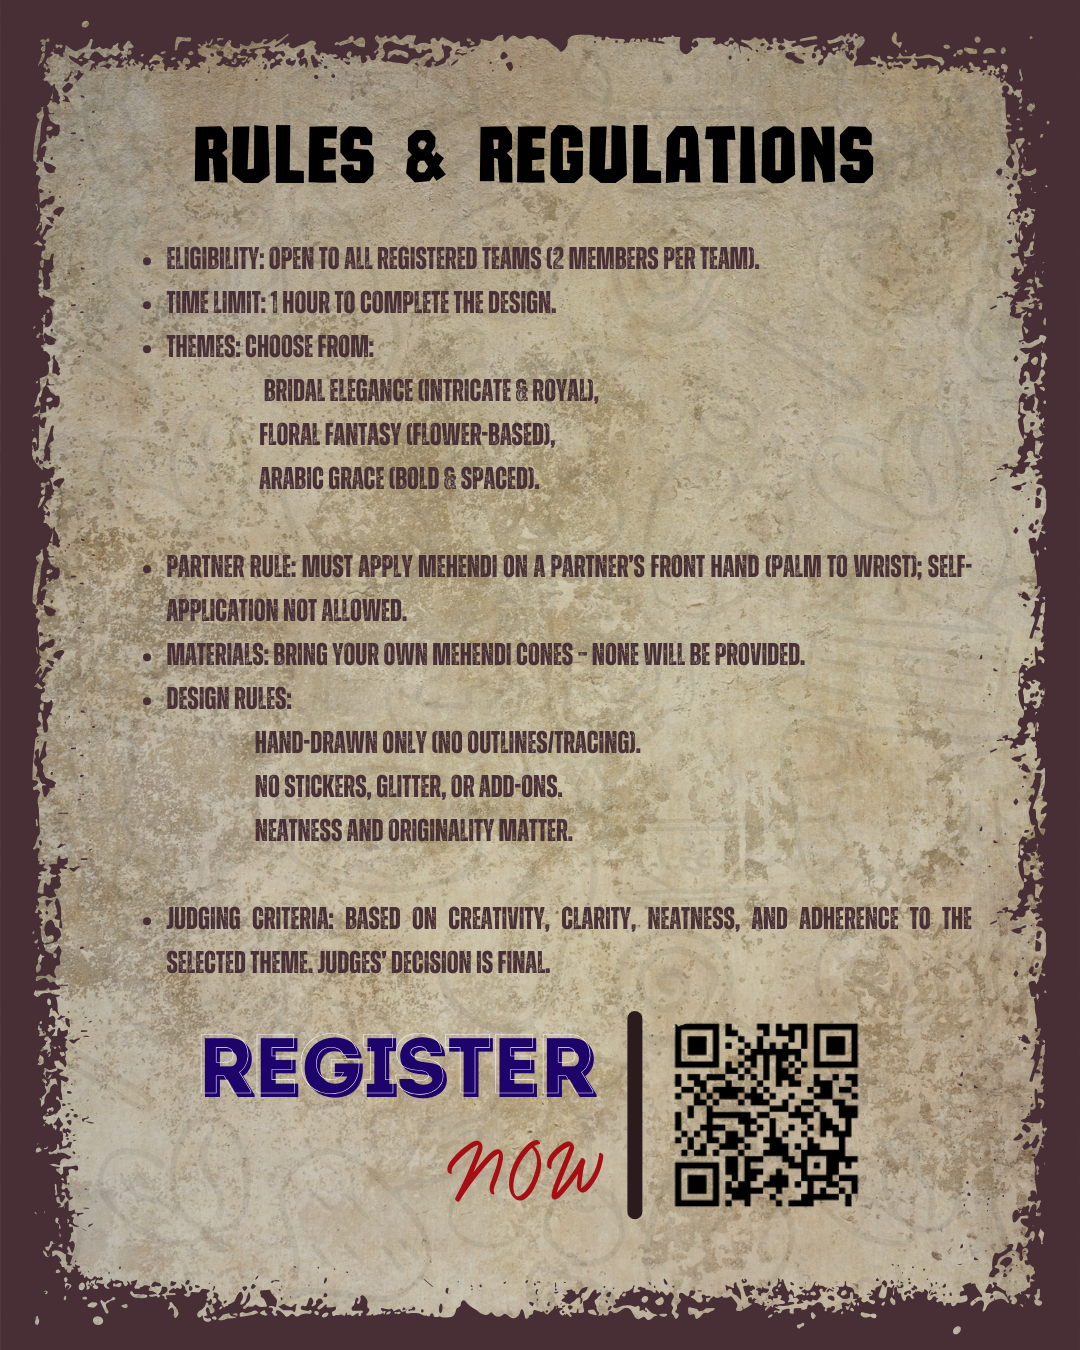 RULES & REGULATIONS
• ELIGIBILITY: OPEN TO ALL REGISTERED TEAMS (2 MEMBERS PER TEAM).
• TIME LIMIT: 1 HOUR TO COMPLETE THE DESIGN.
• THEMES: CHOOSE FROM:
BRIDAL ELEGANCE (INTRICATE & ROYAL),
FLORAL FANTASY (FLOWER-BASED),
ARABIC GRACE (BOLD & SPACED).
• PARTNER RULE: MUST APPLY MEHENDI ON A PARTNER'S FRONT HAND (PALM TO WRIST); SELF-
APPLICATION NOT ALLOWED.
• MATERIALS: BRING YOUR OWN MEHENDI CONES – NONE WILL BE PROVIDED.
• DESIGN RULES:
HAND-DRAWN ONLY (NO OUTLINES/TRACING).
NO STICKERS, GLITTER, OR ADD-ONS.
NEATNESS AND ORIGINALITY MATTER.
• JUDGING CRITERIA: BASED ON CREATIVITY, CLARITY, NEATNESS, AND ADHERENCE TO THE
SELECTED THEME. JUDGES' DECISION IS FINAL.
REGISTER
now